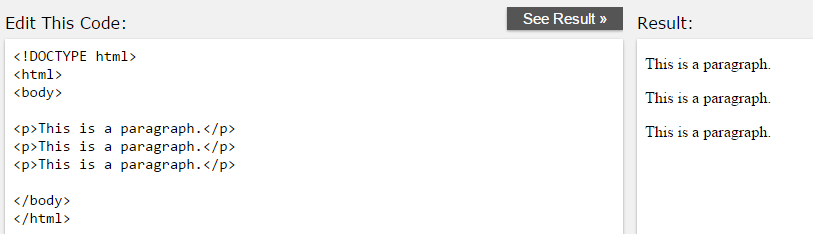 Edit This Code:
See Result »
<!DOCTYPE html>
<html>
<body>
<p>This is a paragraph.</p>
<p>This is a paragraph.</p>
<p>This is a paragraph.</p>
</body>
</html>
Result:
This is a paragraph.
This is a paragraph.
This is a paragraph.